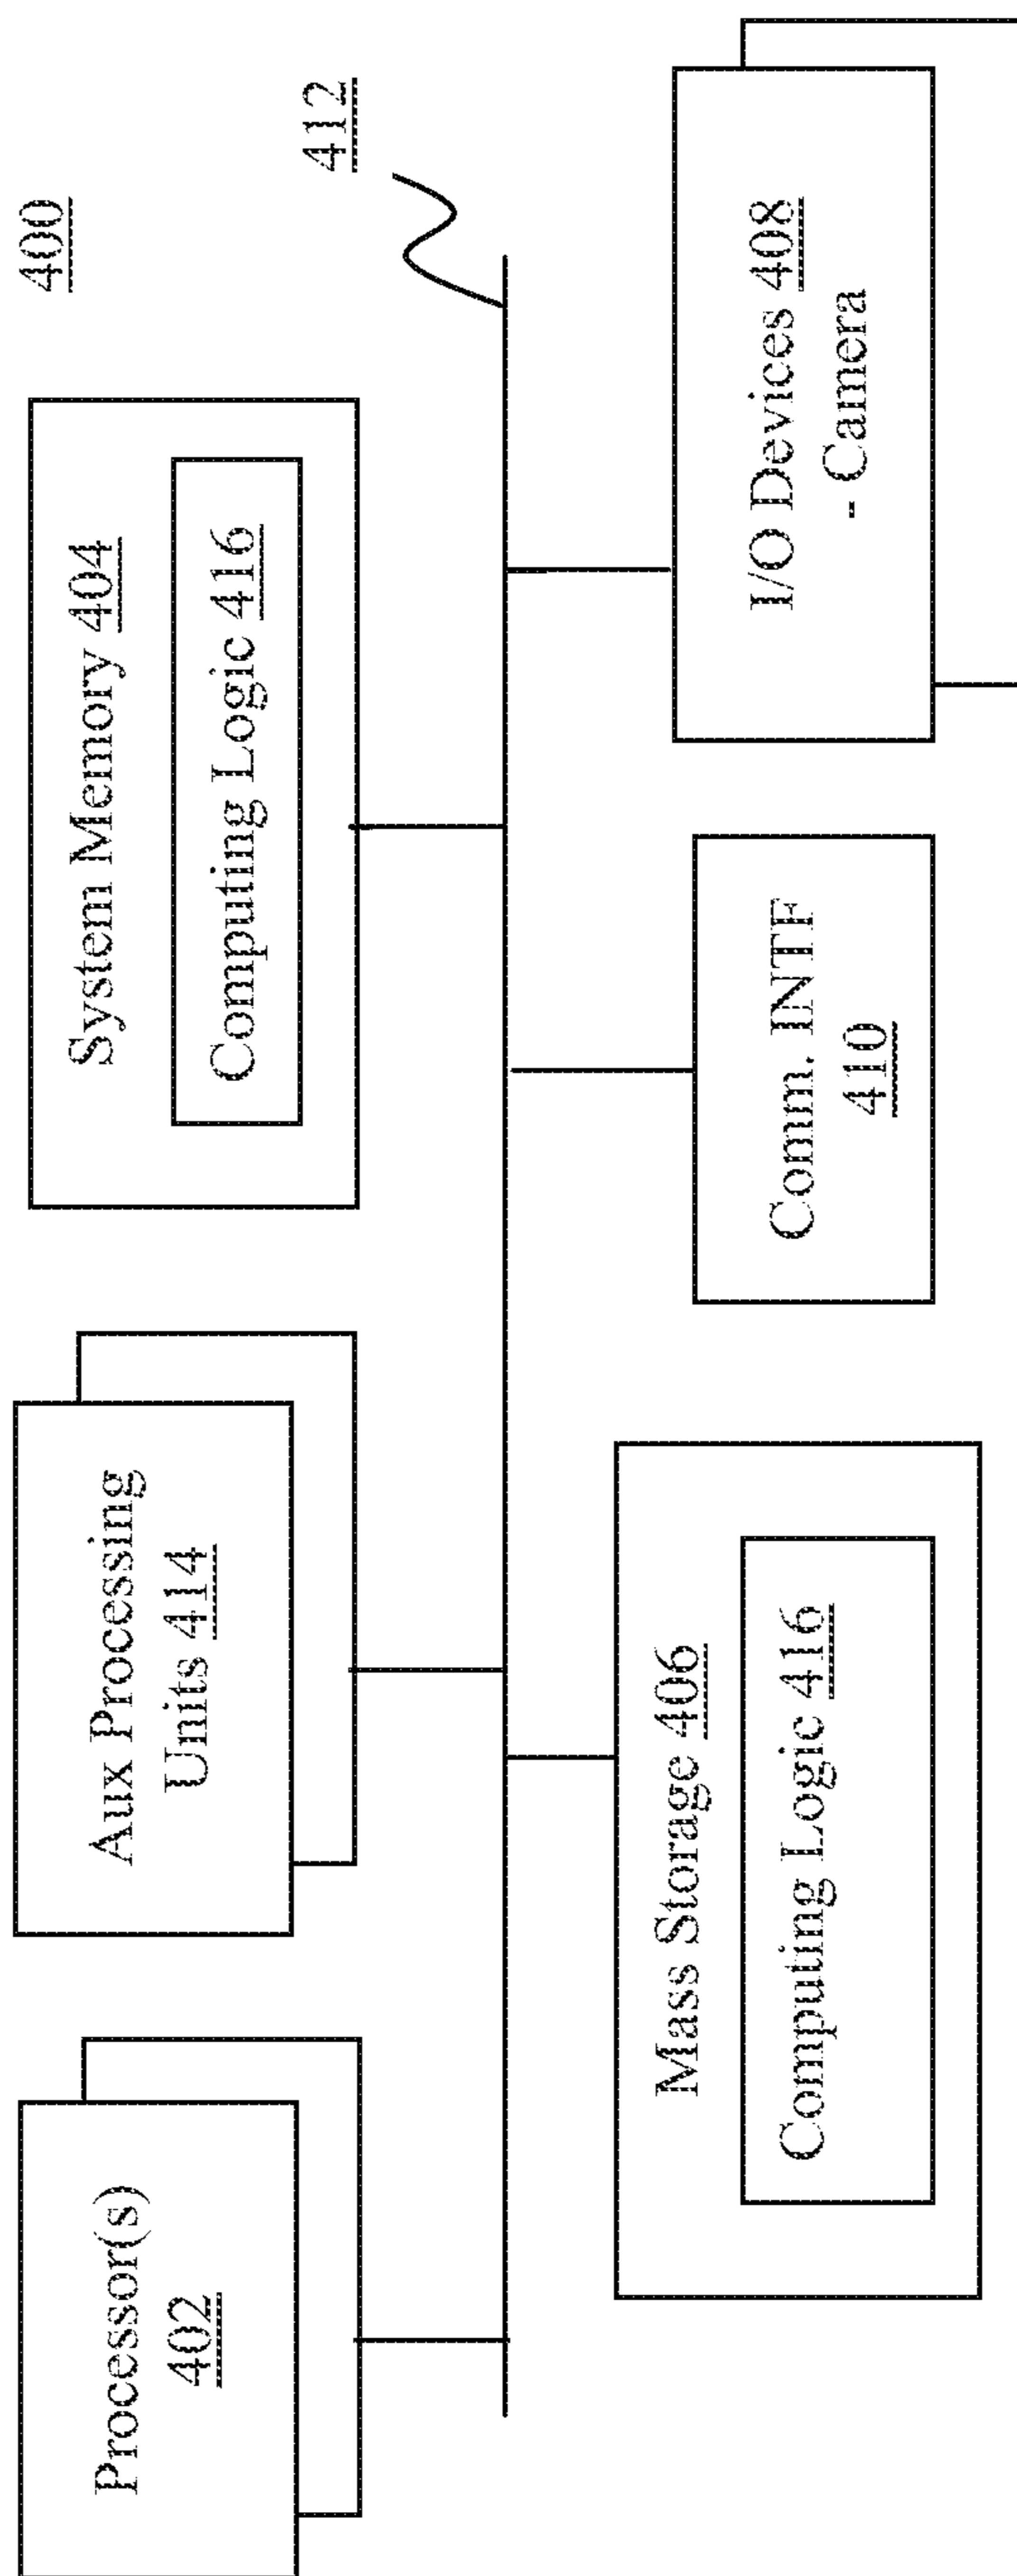 400
412
Processor(s)
402
Aux Processing
Units 414
System Memory 404
Computing Logic 416
Mass Storage 406
Computing Logic 416
Comm. INTF
410
I/O Devices 408
- Camera